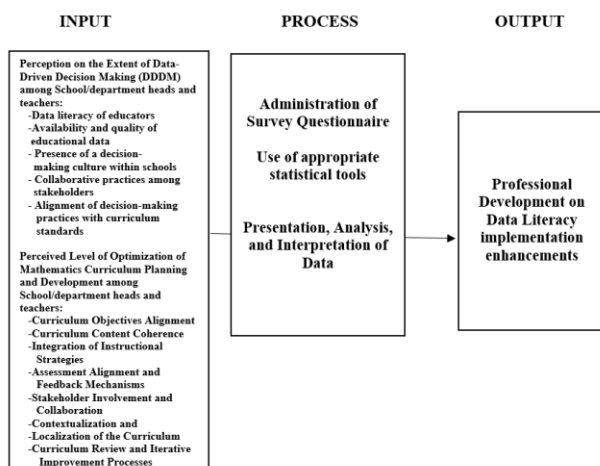 INPUT
Perception on the Extent of Data-
Driven Decision Making (DDDM)
among School/department heads and
teachers:
-Data literacy of educators
-Availability and quality of
educational data
- Presence of a decision-
making culture within schools
- Collaborative practices among
stakeholders
- Alignment of decision-making
practices with curriculum
standards
Perceived Level of Optimization of
Mathematics Curriculum Planning
and Development among
School/department heads and
teachers:
-Curriculum Objectives Alignment
-Curriculum Content Coherence
-Integration of Instructional
Strategies
-Assessment Alignment and
Feedback Mechanisms
-Stakeholder Involvement and
Collaboration
-Contextualization and
-Localization of the Curriculum
-Curriculum Review and Iterative
Improvement Processes
PROCESS
Administration of
Survey Questionnaire
Use of appropriate
statistical tools
Presentation, Analysis,
and Interpretation of
Data
OUTPUT
Professional
Development on
Data Literacy
implementation
enhancements